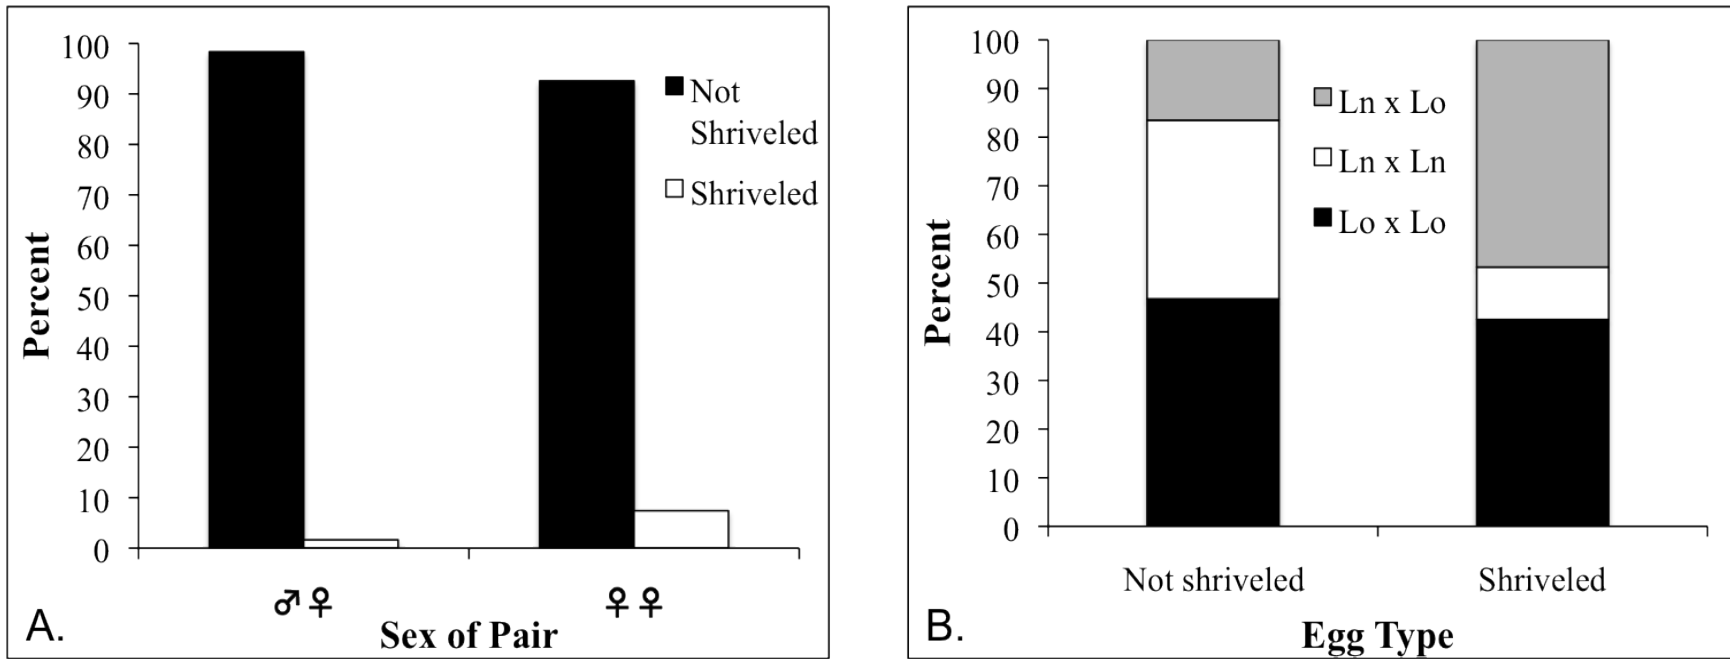 100
90
80
70
60
50
40
30
20
10
0
Percent
Not
Shriveled
Shriveled
♂♀
♀♀
Sex of Pair
A.
100
90
80
70
60
50
40
30
20
10
0
Percent
Ln x Lo
Ln x Ln
Lo x Lo
Not shriveled
Shriveled
Egg Type
B.